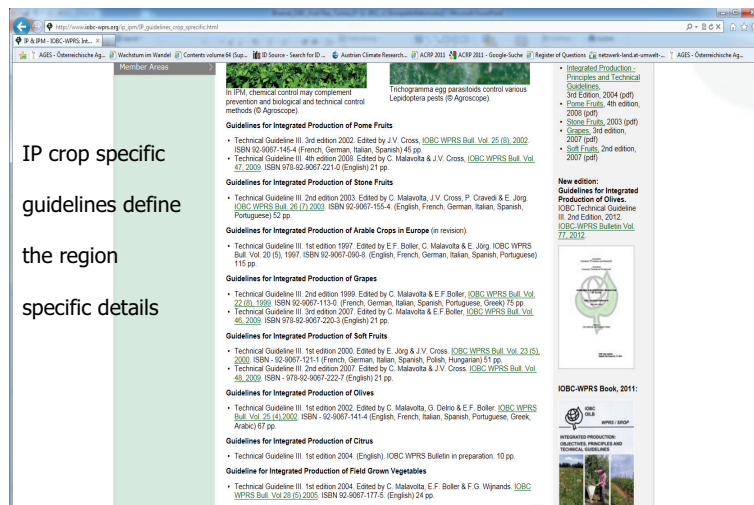 http://www.iobc-wprs.org/ip_ipm/IP_guidelines_crop_specific.html
IP & IPM - IOBC-WPRS: Int...
AGES - Österreichische Ag...
Wachstum im Wandel
Contents volume 64 (Sup...
ID Source - Search for ID ...
Austrian Climate Research...
ACRP 2011
ACRP 2011 - Google-Suche
Register of Questions
netzwerk-land.at-umwelt-...
AGES - Österreichische Ag...
Member Areas
In IPM, chemical control may complement
prevention and biological and technical control
methods (© Agroscope).
Trichogramma egg parasitoids control various
Lepidoptera pests (© Agroscope).
IP crop specific
guidelines define
the region
specific details
Guidelines for Integrated Production of Pome Fruits
• Technical Guideline III. 3rd edition 2002. Edited by J.V. Cross, IOBC WPRS Bull. Vol. 25 (8), 2002.
ISBN 92-9067-145-4 (French, German, Italian, Spanish) 45 pp.
• Technical Guideline III. 4th edition 2008. Edited by C. Malavolta & J.V. Cross, IOBC WPRS Bull. Vol.
47, 2009. ISBN 978-92-9067-221-0 (English) 21 pp.
Guidelines for Integrated Production of Stone Fruits
• Technical Guideline III. 2nd edition 2003. Edited by C. Malavolta, J.V. Cross, P. Cravedi & E. Jörg.
IOBC WPRS Bull. 26 (7) 2003. ISBN 92-9067-155-4. (English, French, German, Italian, Spanish,
Portuguese) 52 pp.
Guidelines for Integrated Production of Arable Crops in Europe (in revision).
• Technical Guideline III. 1st edition 1997. Edited by E.F. Boller, C. Malavolta & E. Jörg. IOBC WPRS
Bull. Vol. 20 (5), 1997. ISBN 92-9067-090-8. (English, French, German, Italian, Spanish, Portuguese)
115 pp.
Guidelines for Integrated Production of Grapes
• Technical Guideline III. 2nd edition 1999. Edited by C. Malavolta & E.F.Boller, IOBC WPRS Bull. Vol.
22 (8), 1999. ISBN 92-9067-113-0 (French, German, Italian, Spanish, Portuguese, Greek) 75 pp.
• Technical Guideline III. 3rd edition 2007. Edited by C. Malavolta & E.F.Boller, IOBC WPRS Bull. Vol.
46, 2009. ISBN 978-92-9067-220-3 (English) 21 pp.
Guidelines for Integrated Production of Soft Fruits
• Technical Guideline III. 1st edition 2000. Edited by E. Jörg & J.V. Cross. IOBC WPRS Bull. Vol. 23 (5),
2000. ISBN - 92-9067-121-1 (French, German, Italian, Spanish, Polish, Hungarian) 51 pp.
• Technical Guideline III. 2nd edition 2007. Edited by C. Malavolta & J.V. Cross. IOBC WPRS Bull. Vol.
48, 2009. ISBN - 978-92-9067-222-7 (English) 21 pp.
Guidelines for Integrated Production of Olives
• Technical Guideline III. 1st edition 2002. Edited by C. Malavolta, G. Delrio & E.F. Boller. IOBC WPRS
Bull. Vol. 25 (4),2002. ISBN - 92-9067-141-4 (English, French, Italian, Spanish, Portuguese, Greek,
Arabic) 67 pp.
Guidelines for Integrated Production of Citrus
• Technical Guideline III. 1st edition 2004. (English). IOBC WPRS Bulletin in preparation. 10 pp.
Guideline for Integrated Production of Field Grown Vegetables
• Technical Guideline III. 1st edition 2004. Edited by C. Malavolta, E.F. Boller & F.G. Wijnands. IOBC
WPRS Bull. Vol 28 (5) 2005. ISBN 92-9067-177-5. (English) 24 pp.
• Integrated Production -
Principles and Technical
Guidelines,
3rd Edition, 2004 (pdf)
• Pome Fruits, 4th edition,
2008 (pdf)
• Stone Fruits, 2003 (pdf)
• Grapes, 3rd edition,
2007 (pdf)
• Soft Fruits, 2nd edition,
2007 (pdf)
New edition:
Guidelines for Integrated
Production of Olives.
IOBC Technical Guideline
III. 2nd Edition, 2012.
IOBC-WPRS Bulletin Vol.
77, 2012.
IOBC-WPRS Book, 2011:
IOBC
OILB
WPRS / SROP
INTEGRATED PRODUCTION:
OBJECTIVES, PRINCIPLES AND
TECHNICAL GUIDELINES